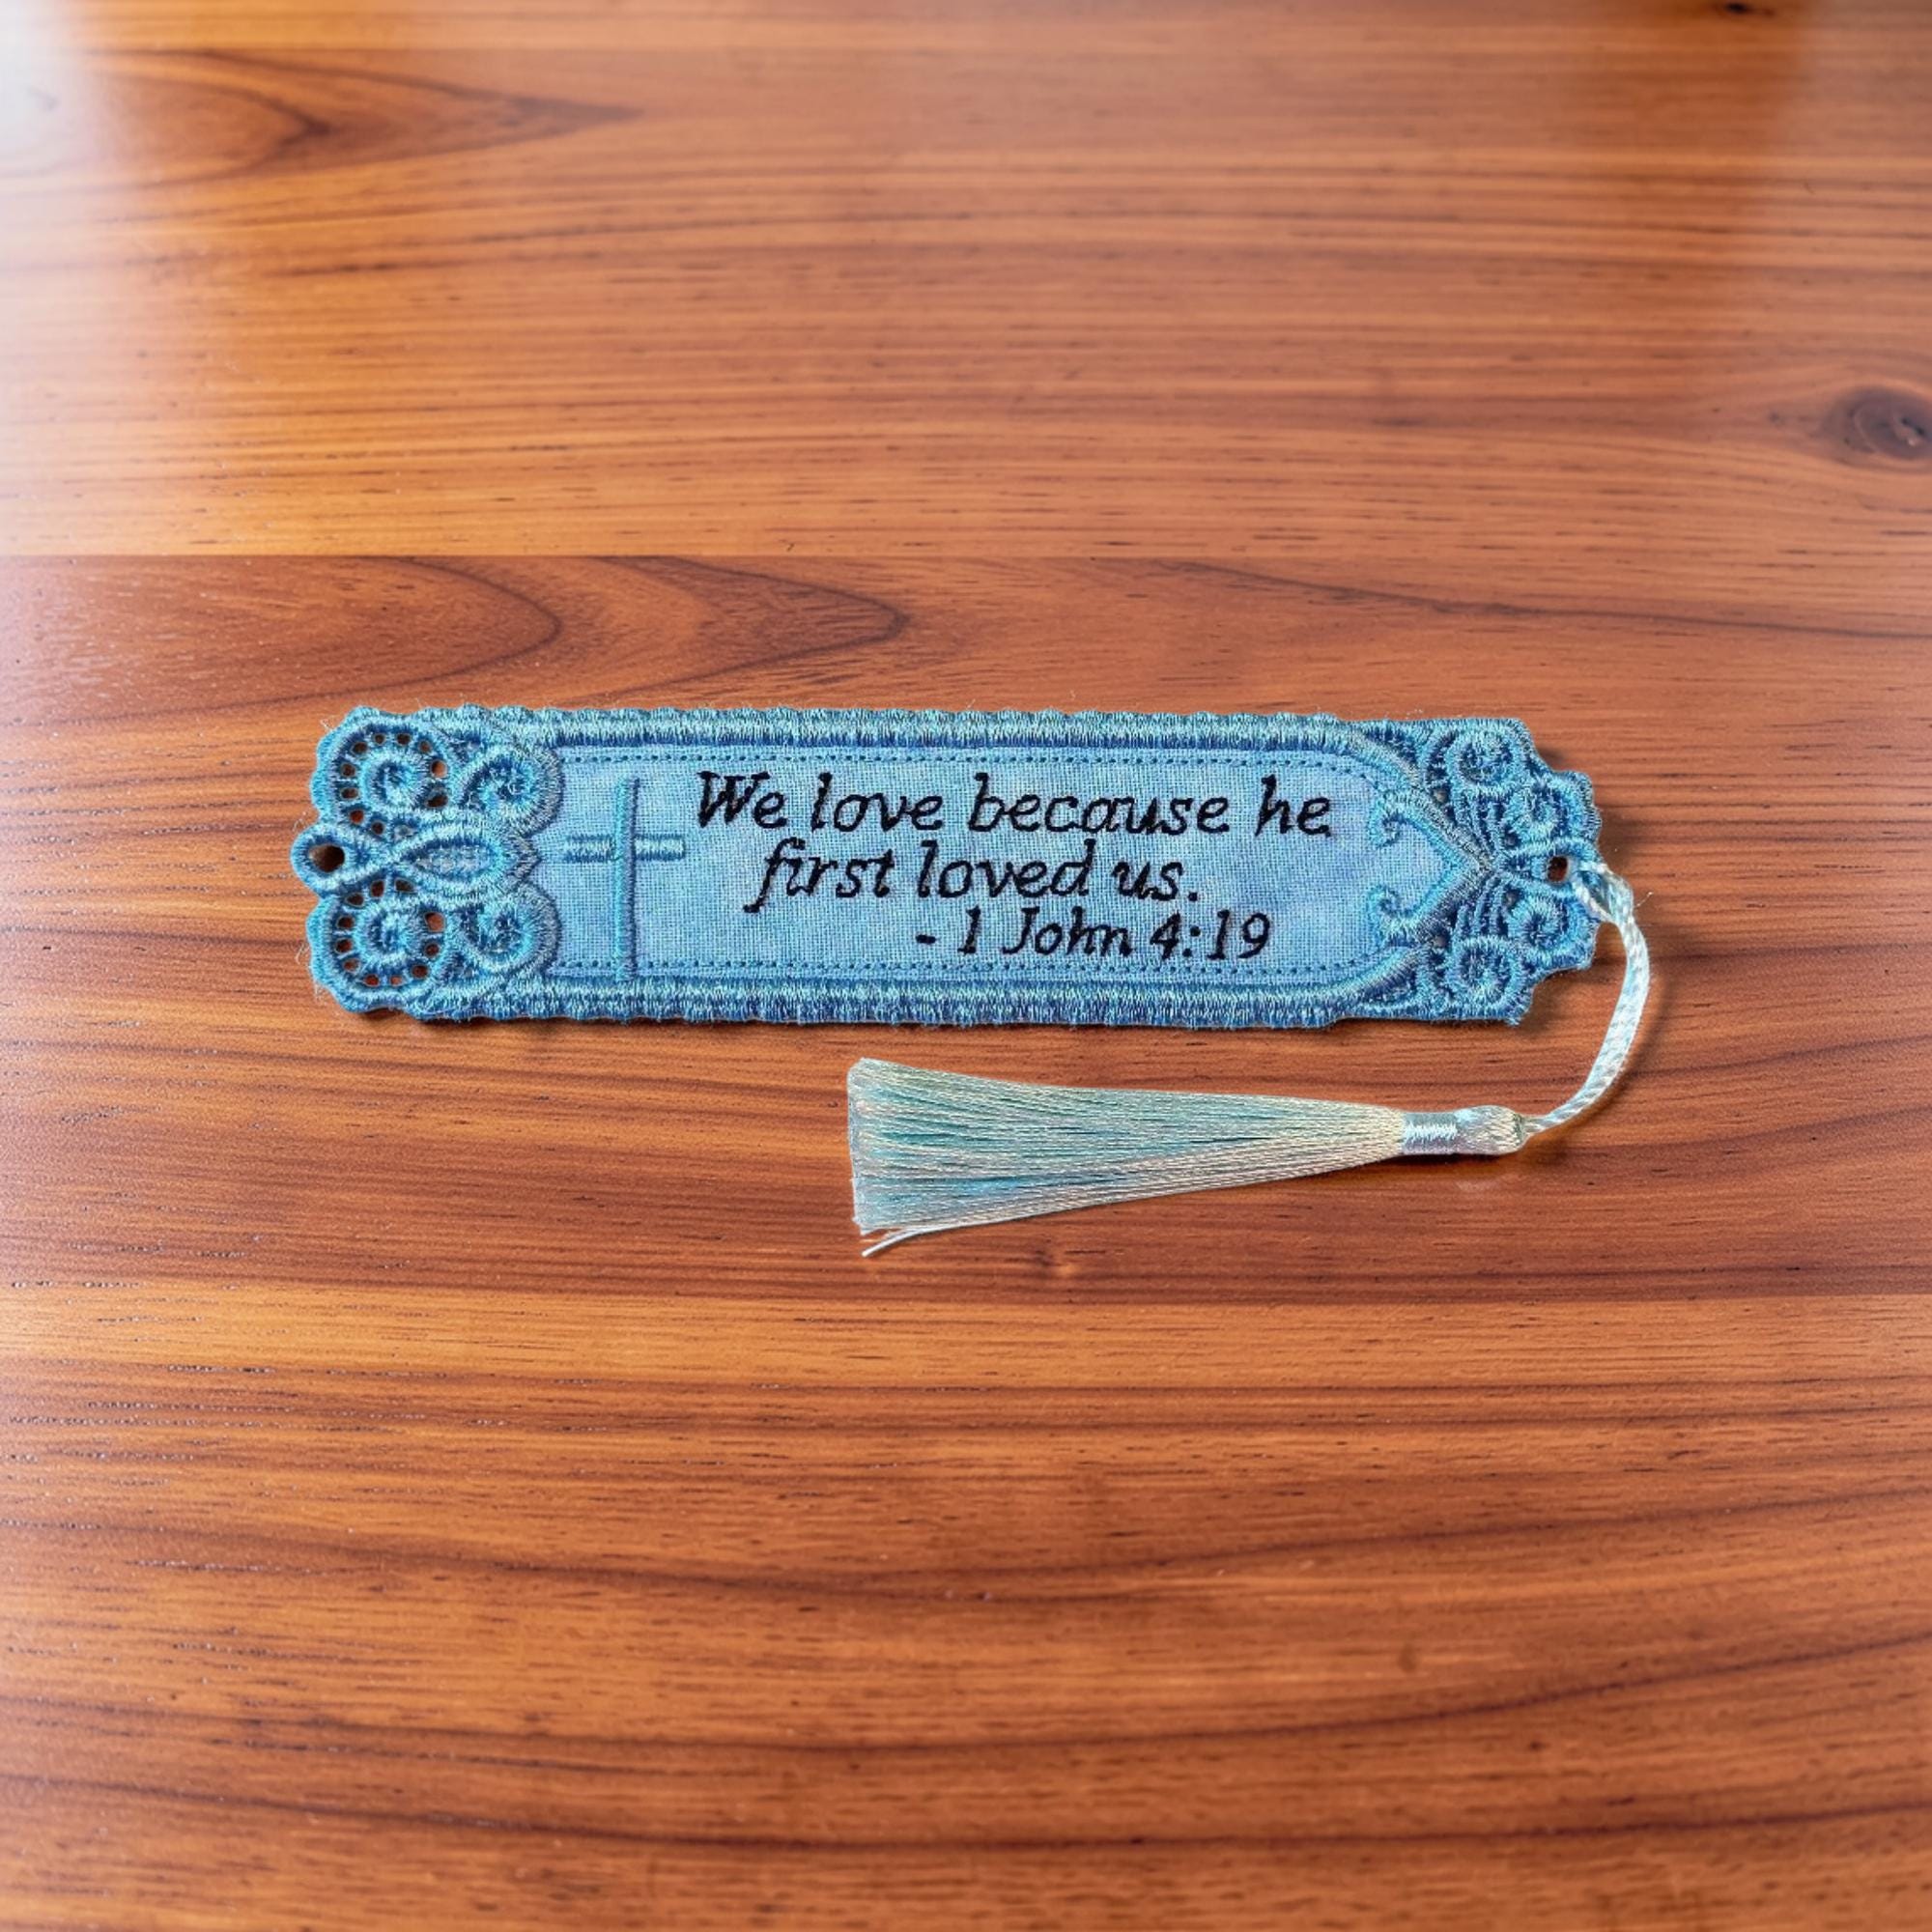 We love because he
first loved us.
- 1 John 4:19